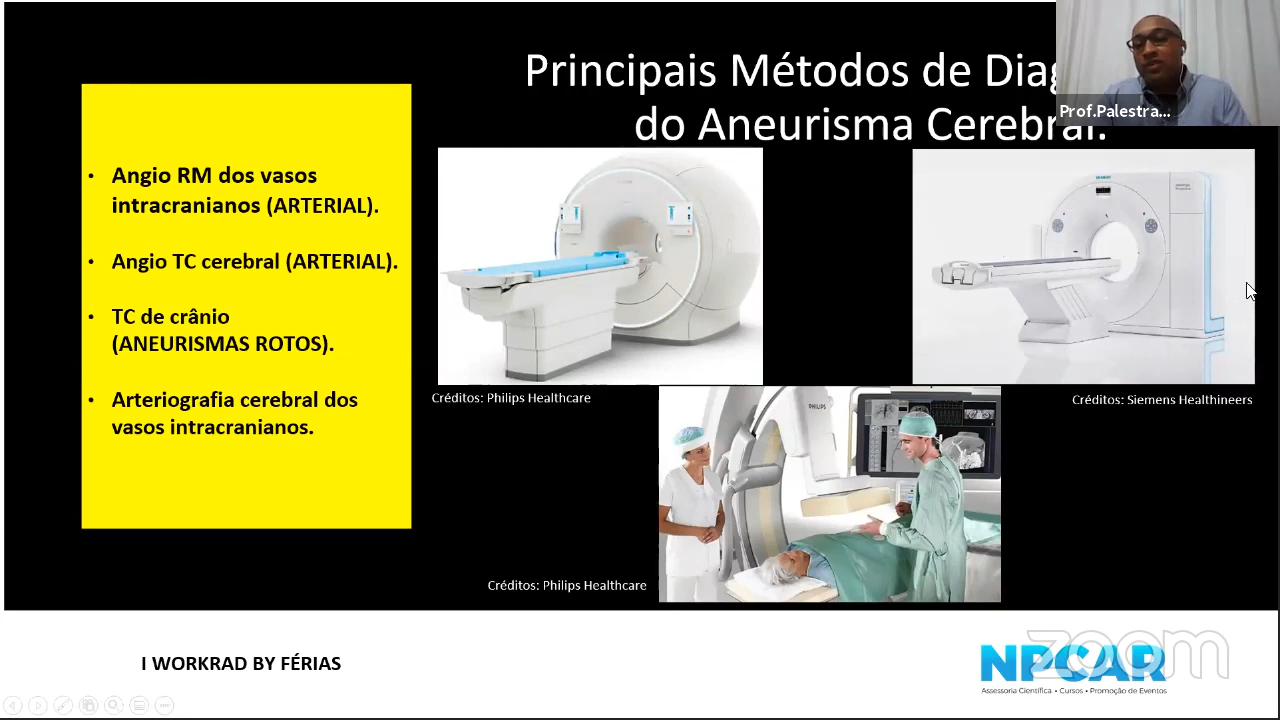 Principais Métodos de Diag
do Aneurisma Cerebral.
Prof.Palestra...
• Angio RM dos vasos
intracranianos (ARTERIAL).
• Angio TC cerebral (ARTERIAL).
• TC de crânio
(ANEURISMAS ROTOS).
• Arteriografia cerebral dos
vasos intracranianos.
Créditos: Philips Healthcare
Créditos: Siemens Healthineers
PHILIPS
Créditos: Philips Healthcare
I WORKRAD BY FÉRIAS
zoom
NPCAR
Assessoria Científica • Cursos • Promoção de Eventos